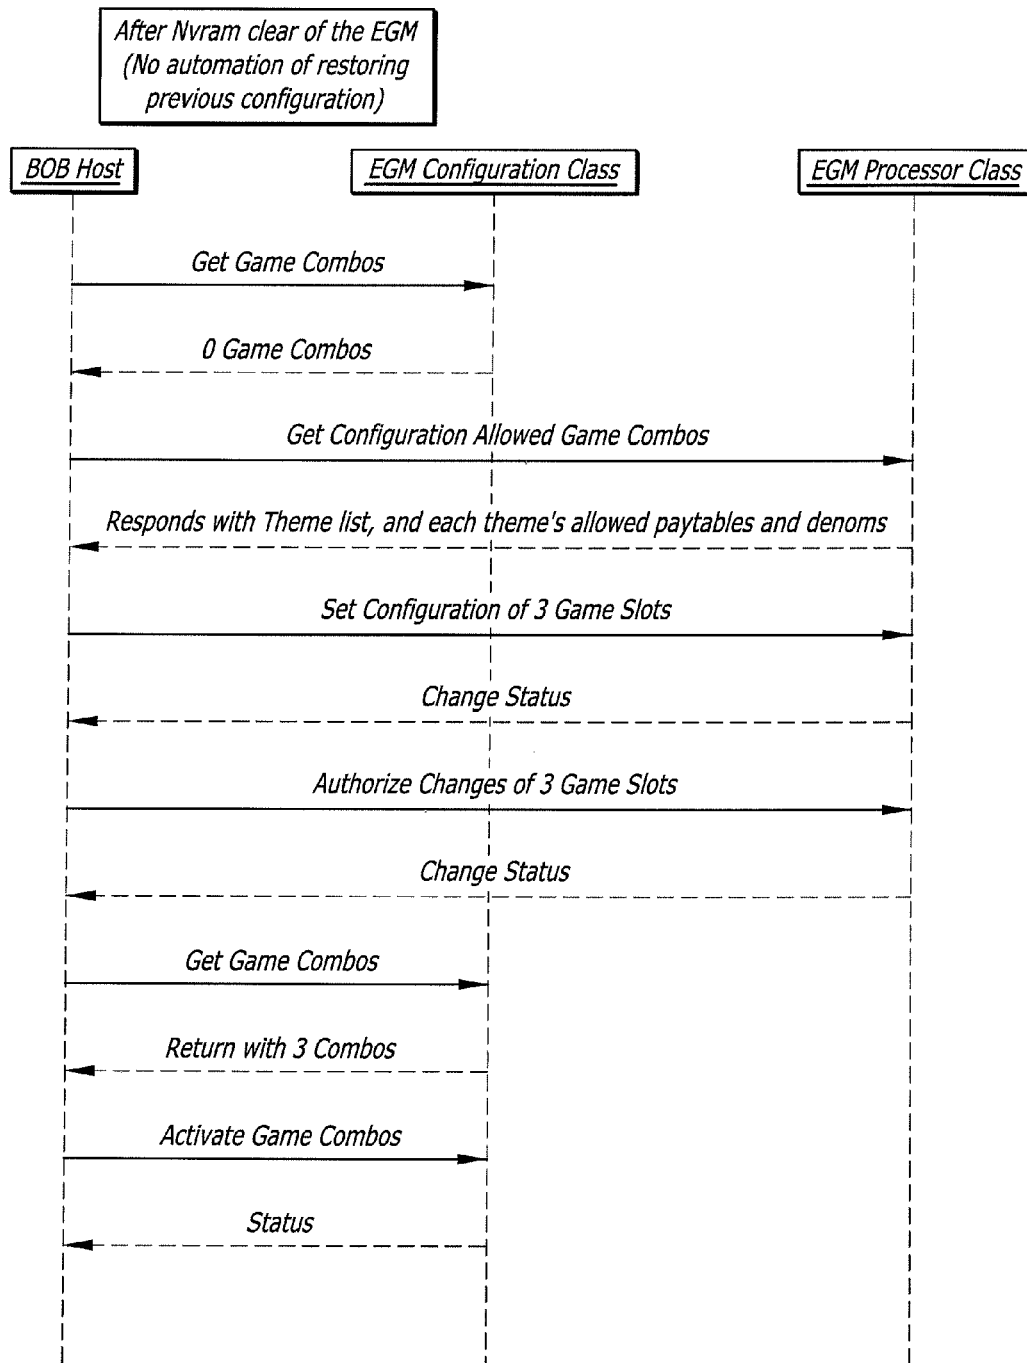 After Nvram clear of the EGM
(No automation of restoring
previous configuration)
BOB Host
EGM Configuration Class
EGM Processor Class
Get Game Combos
0 Game Combos
Get Configuration Allowed Game Combos
Responds with Theme list, and each theme's allowed paytables and denoms
Set Configuration of 3 Game Slots
Change Status
Authorize Changes of 3 Game Slots
Change Status
Get Game Combos
Return with 3 Combos
Activate Game Combos
Status